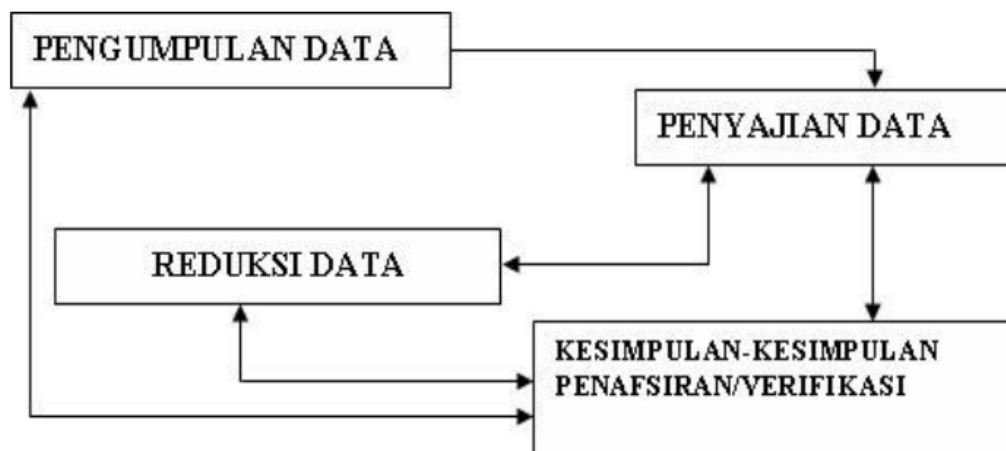 PENGUMPULAN DATA
PENYAJIAN DATA
REDUKSI DATA
KESIMPULAN-KESIMPULAN
PENAFSIRAN/VERIFIKASI